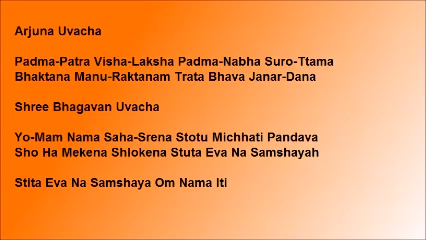 Arjuna Uvacha
Padma-Patra Visha-Laksha Padma-Nabha Suro-Ttama
Bhaktana Manu-Raktanam Trata Bhava Janar-Dana
Shree Bhagavan Uvacha
Yo-Mam Nama Saha-Srena Stotu Michhati Pandava
Sho Ha Mekena Shlokena Stuta Eva Na Samshayah
Stita Eva Na Samshaya Om Nama Iti